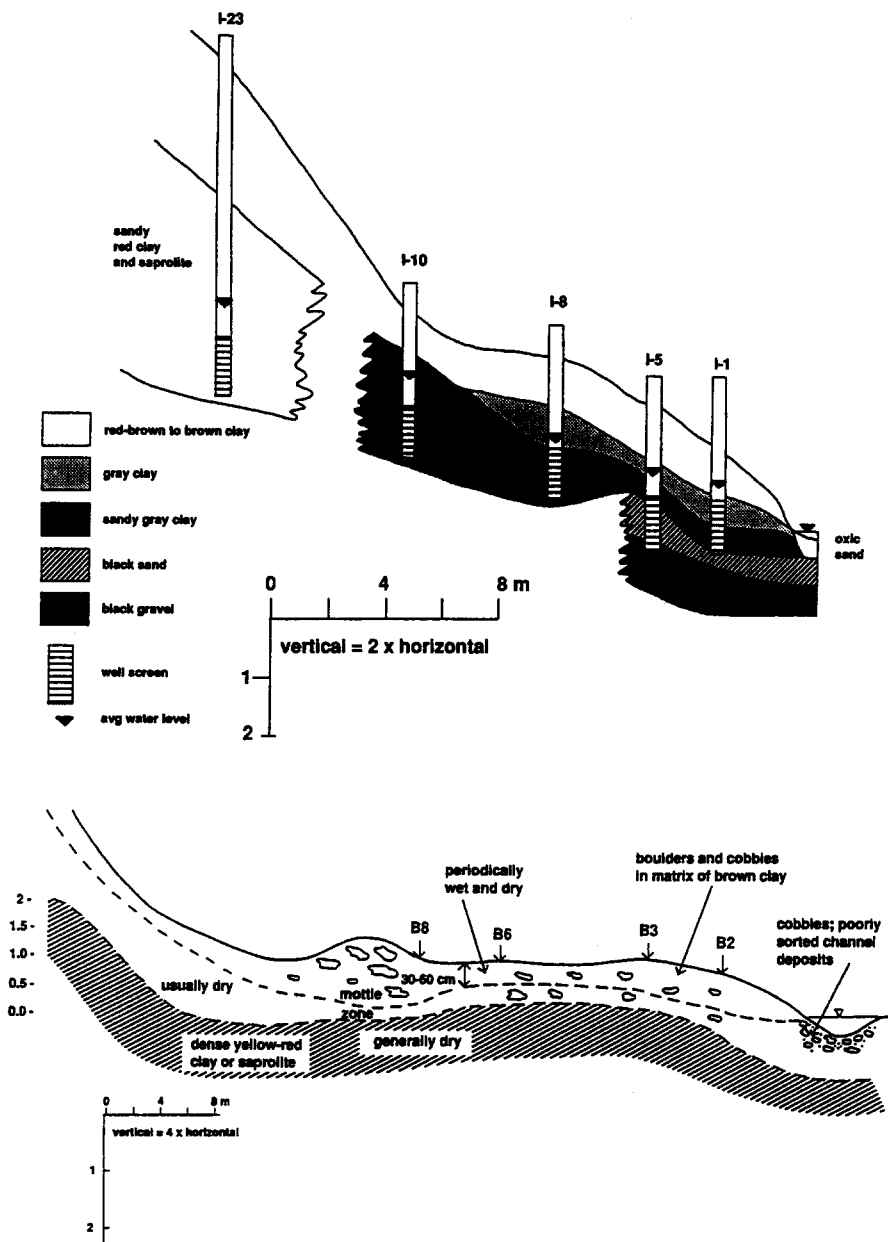 I-23
I-10
I-8
I-5
I-1
sandy
red clay
and saprolite
oxic
sand
red-brown to brown clay
gray clay
sandy gray clay
black sand
black gravel
well screen
avg water level
0 4 8 m
vertical = 2 x horizontal
1
2
periodically
wet and dry
boulders and cobbles
in matrix of brown clay
cobbles; poorly
sorted channel
deposits
B8
B6
B3
B2
2-
1.5-
1.0-
0.5-
0.0-
30-60 cm
usually dry
mottle
zone
dense yellow-red
clay or saprolite
generally dry
0 4 8 m
vertical = 4 x horizontal
1
2